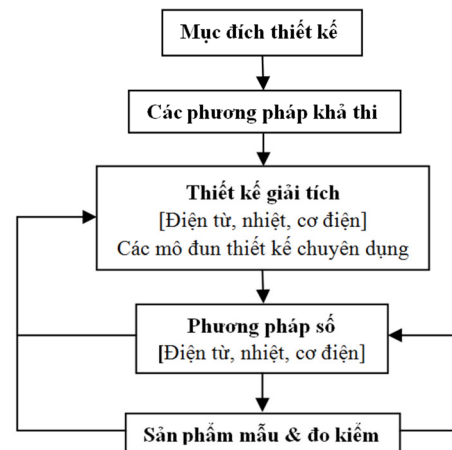 Mục đích thiết kế
Các phương pháp khả thi
Thiết kế giải tích
[Điện từ, nhiệt, cơ điện]
Các mô đun thiết kế chuyên dụng
Phương pháp số
[Điện từ, nhiệt, cơ điện]
Sản phẩm mẫu & đo kiểm